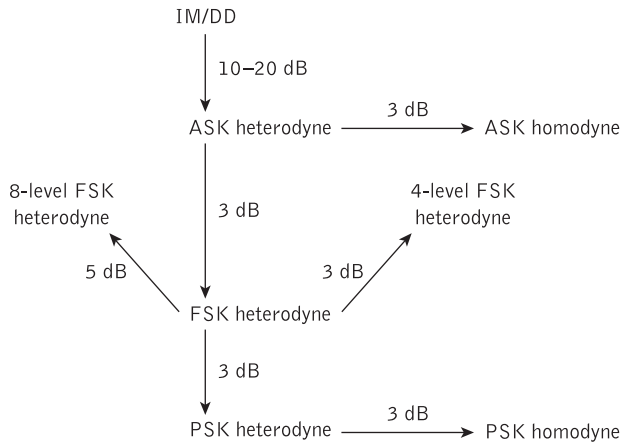 IM/DD
10–20 dB
ASK heterodyne
3 dB
ASK homodyne
8-level FSK
heterodyne
3 dB
4-level FSK
heterodyne
5 dB
3 dB
FSK heterodyne
3 dB
PSK heterodyne
3 dB
PSK homodyne